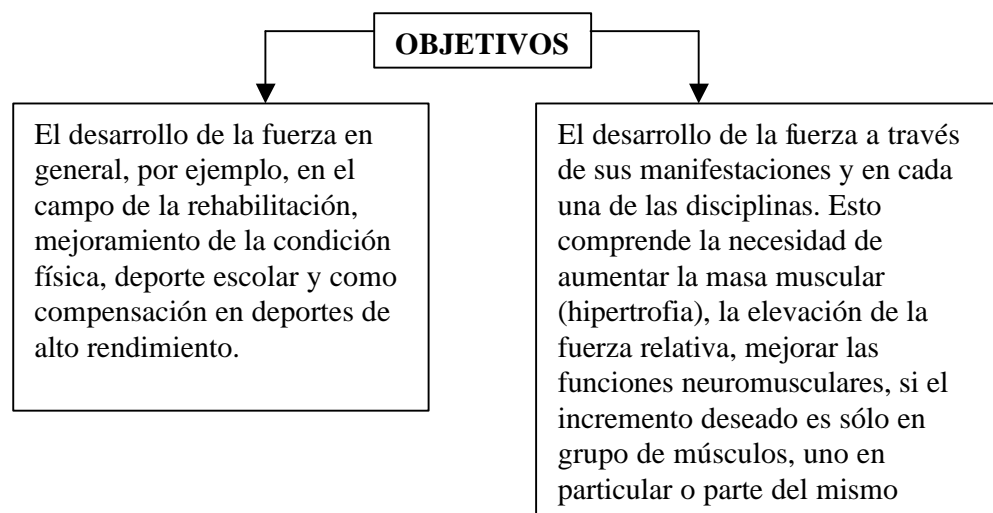 OBJETIVOS
El desarrollo de la fuerza en
general, por ejemplo, en el
campo de la rehabilitación,
mejoramiento de la condición
física, deporte escolar y como
compensación en deportes de
alto rendimiento.
El desarrollo de la fuerza a través
de sus manifestaciones y en cada
una de las disciplinas. Esto
comprende la necesidad de
aumentar la masa muscular
(hipertrofia), la elevación de la
fuerza relativa, mejorar las
funciones neuromusculares, si el
incremento deseado es sólo en
grupo de músculos, uno en
particular o parte del mismo